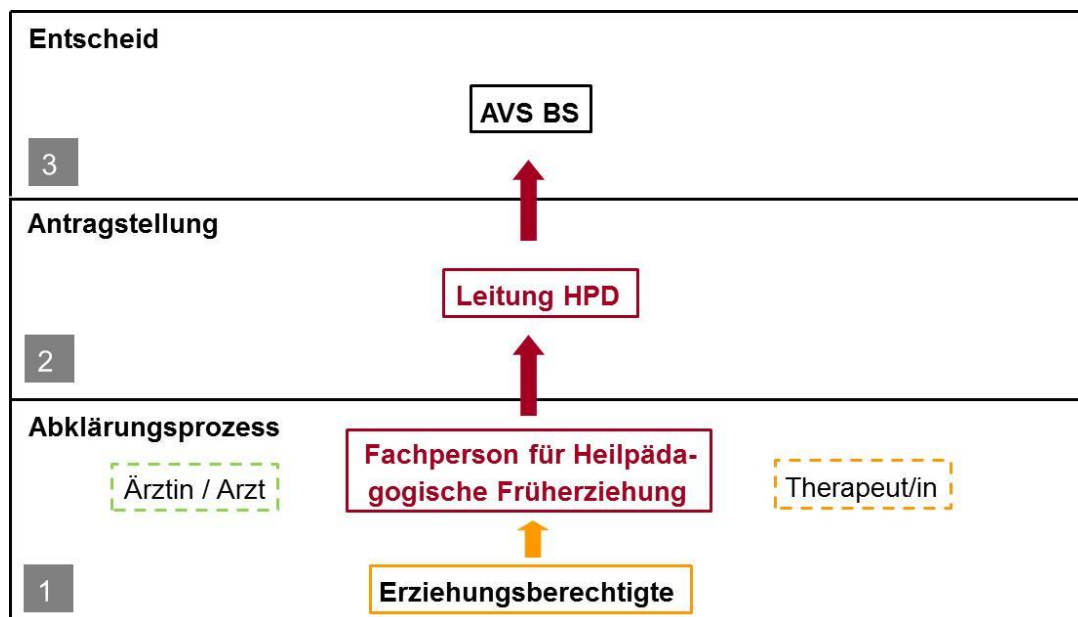 Entscheid
AVS BS
3
Antragstellung
Leitung HPD
2
Abklärungsprozess
Fachperson für Heilpäda-
gogische Früherziehung
Ärztin / Arzt
Therapeut/in
Erziehungsberechtigte
1